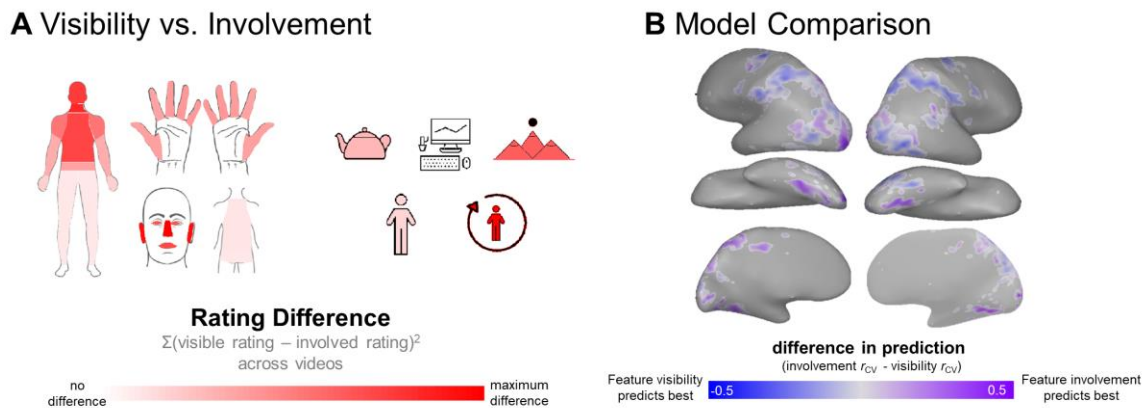 A Visibility vs. Involvement
B Model Comparison
Rating Difference
Σ(visible rating – involved rating)²
across videos
no
difference
maximum
difference
difference in prediction
(involvement rCV - visibility rCV)
Feature visibility
predicts best
-0.5
0.5
Feature involvement
predicts best